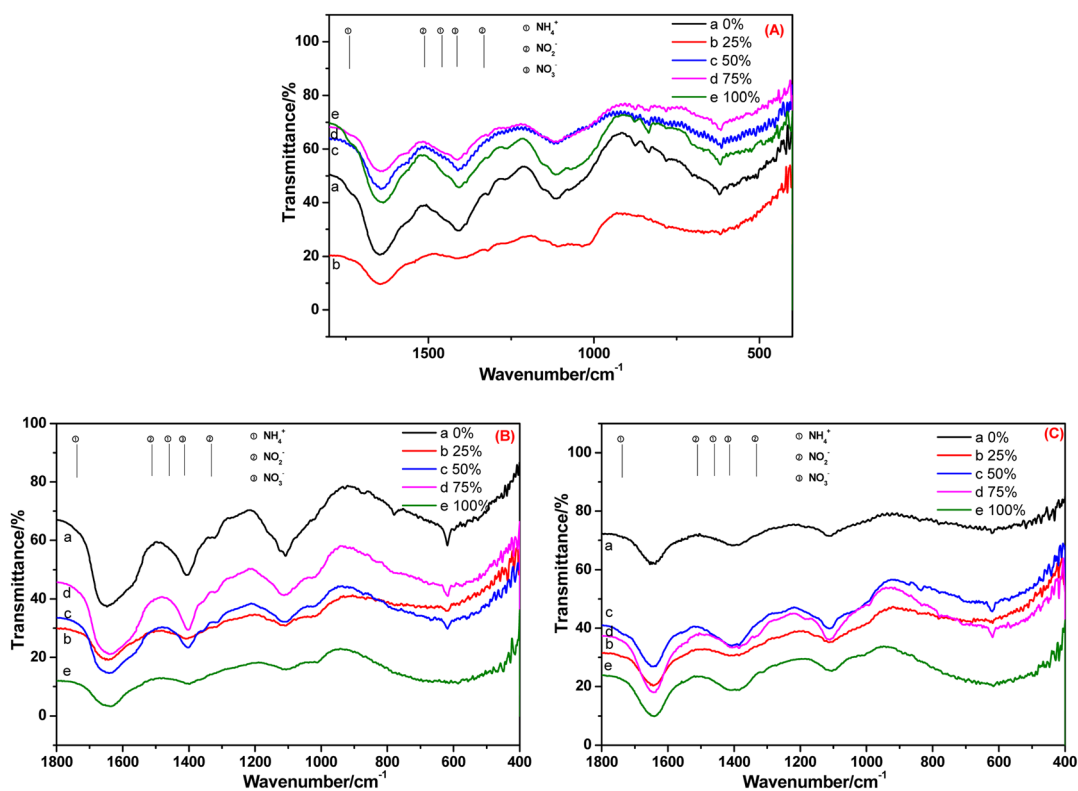 (A)
① ② ① ③ ②
① NH₄⁺
② NO₂⁻
③ NO₃⁻
a 0%
b 25%
c 50%
d 75%
e 100%
e
d
c
a
b
100
80
60
40
20
0
Transmittance/%
1500 1000 500
Wavenumber/cm⁻¹
(B)
① ② ① ③ ②
① NH₄⁺
② NO₂⁻
③ NO₃⁻
a 0%
b 25%
c 50%
d 75%
e 100%
a
d
c
b
e
100
80
60
40
20
0
Transmittance/%
1800 1600 1400 1200 1000 800 600 400
Wavenumber/cm⁻¹
(C)
① ② ① ③ ②
① NH₄⁺
② NO₂⁻
③ NO₃⁻
a 0%
b 25%
c 50%
d 75%
e 100%
a
c
d
b
e
100
80
60
40
20
0
Transmittance/%
1800 1600 1400 1200 1000 800 600 400
Wavenumber/cm⁻¹